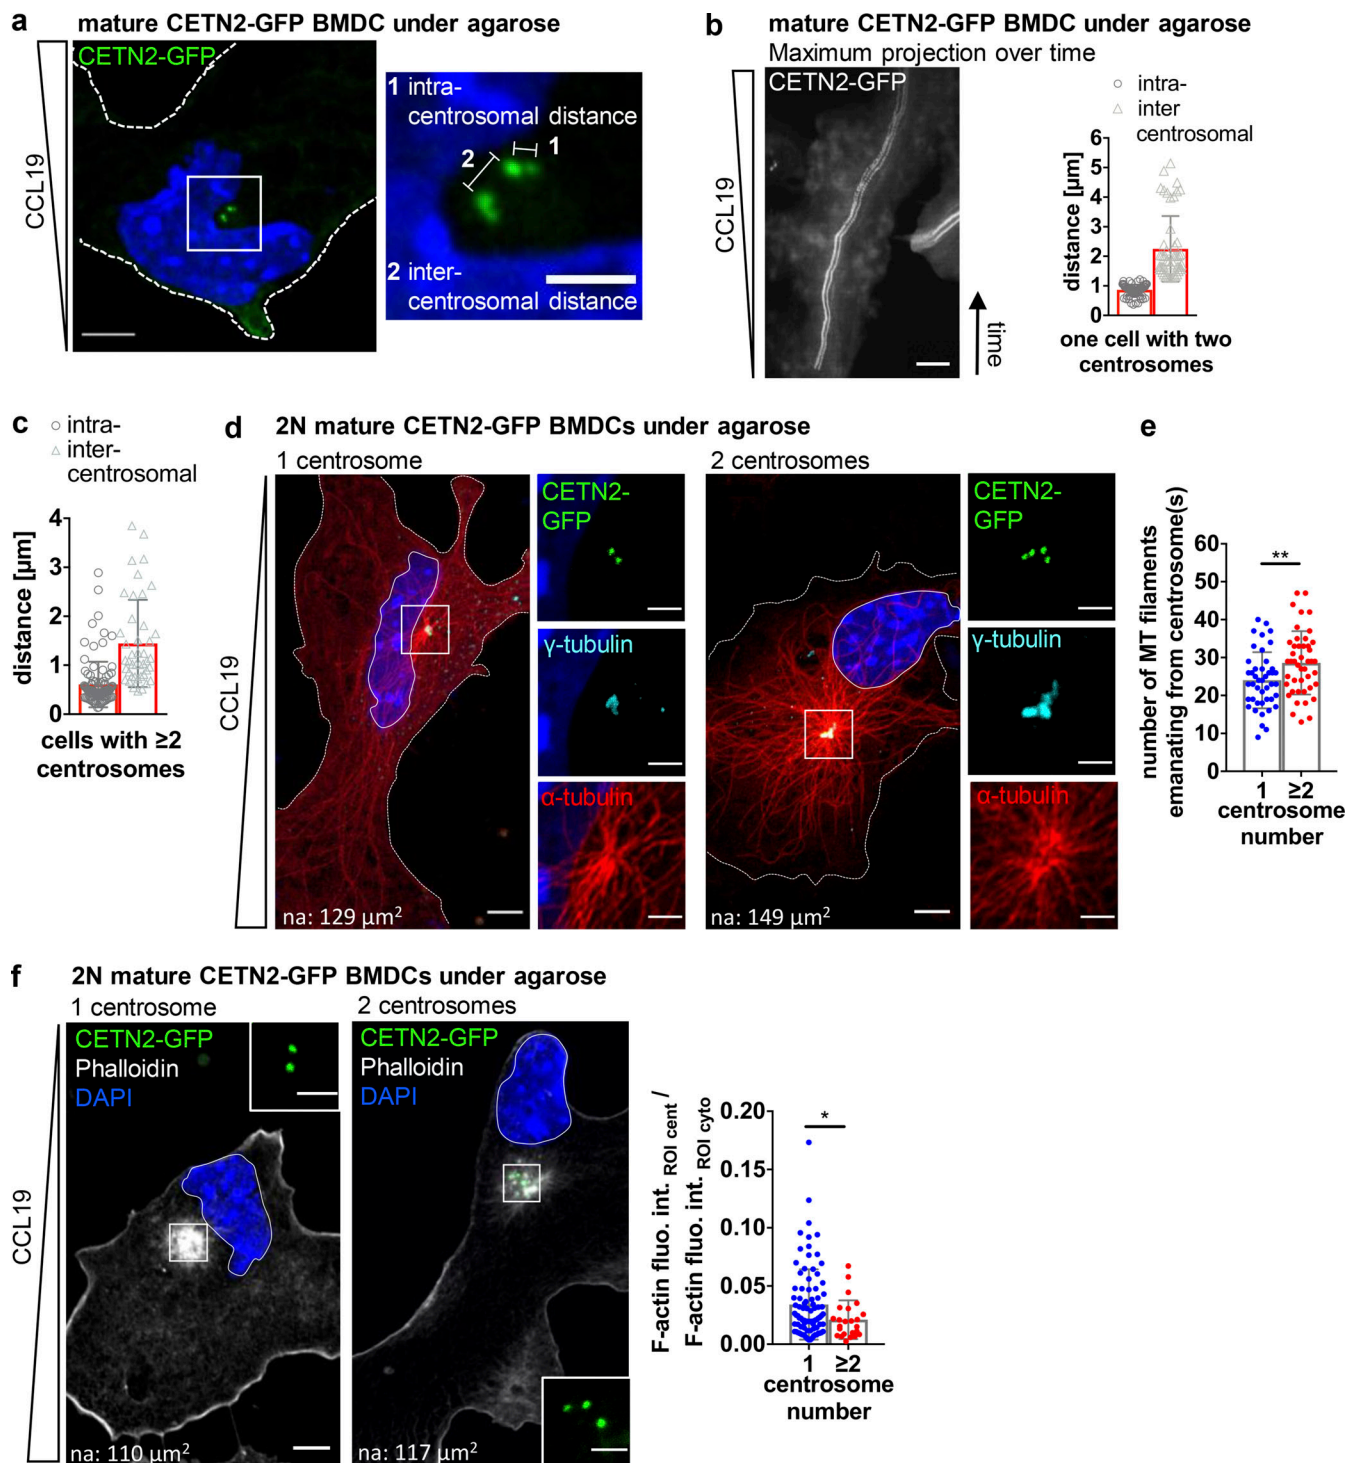 a mature CETN2-GFP BMDC under agarose
CETN2-GFP
CCL19
1 intra-
centrosomal distance
1
2
2 inter-
centrosomal distance
b mature CETN2-GFP BMDC under agarose
Maximum projection over time
CETN2-GFP
CCL19
time
○ intra-
△ inter
centrosomal
distance [µm]
6
5
4
3
2
1
0
one cell with two
centrosomes
c ○ intra-
△ inter-
centrosomal
distance [µm]
4
3
2
1
0
cells with ≥2
centrosomes
d 2N mature CETN2-GFP BMDCs under agarose
1 centrosome
2 centrosomes
CCL19
CETN2-
GFP
γ-tubulin
α-tubulin
na: 129 µm²
CETN2-
GFP
γ-tubulin
α-tubulin
na: 149 µm²
e
number of MT filaments
emanating from centrosome(s)
60
50
40
30
20
10
0
**
1 ≥2
centrosome
number
f 2N mature CETN2-GFP BMDCs under agarose
1 centrosome
2 centrosomes
CCL19
CETN2-GFP
Phalloidin
DAPI
na: 110 µm²
CETN2-GFP
Phalloidin
DAPI
na: 117 µm²
F-actin fluo. int. ROI cent /
F-actin fluo. int. ROI cyto
0.20
0.15
0.10
0.05
0.00
*
1 ≥2
centrosome
number